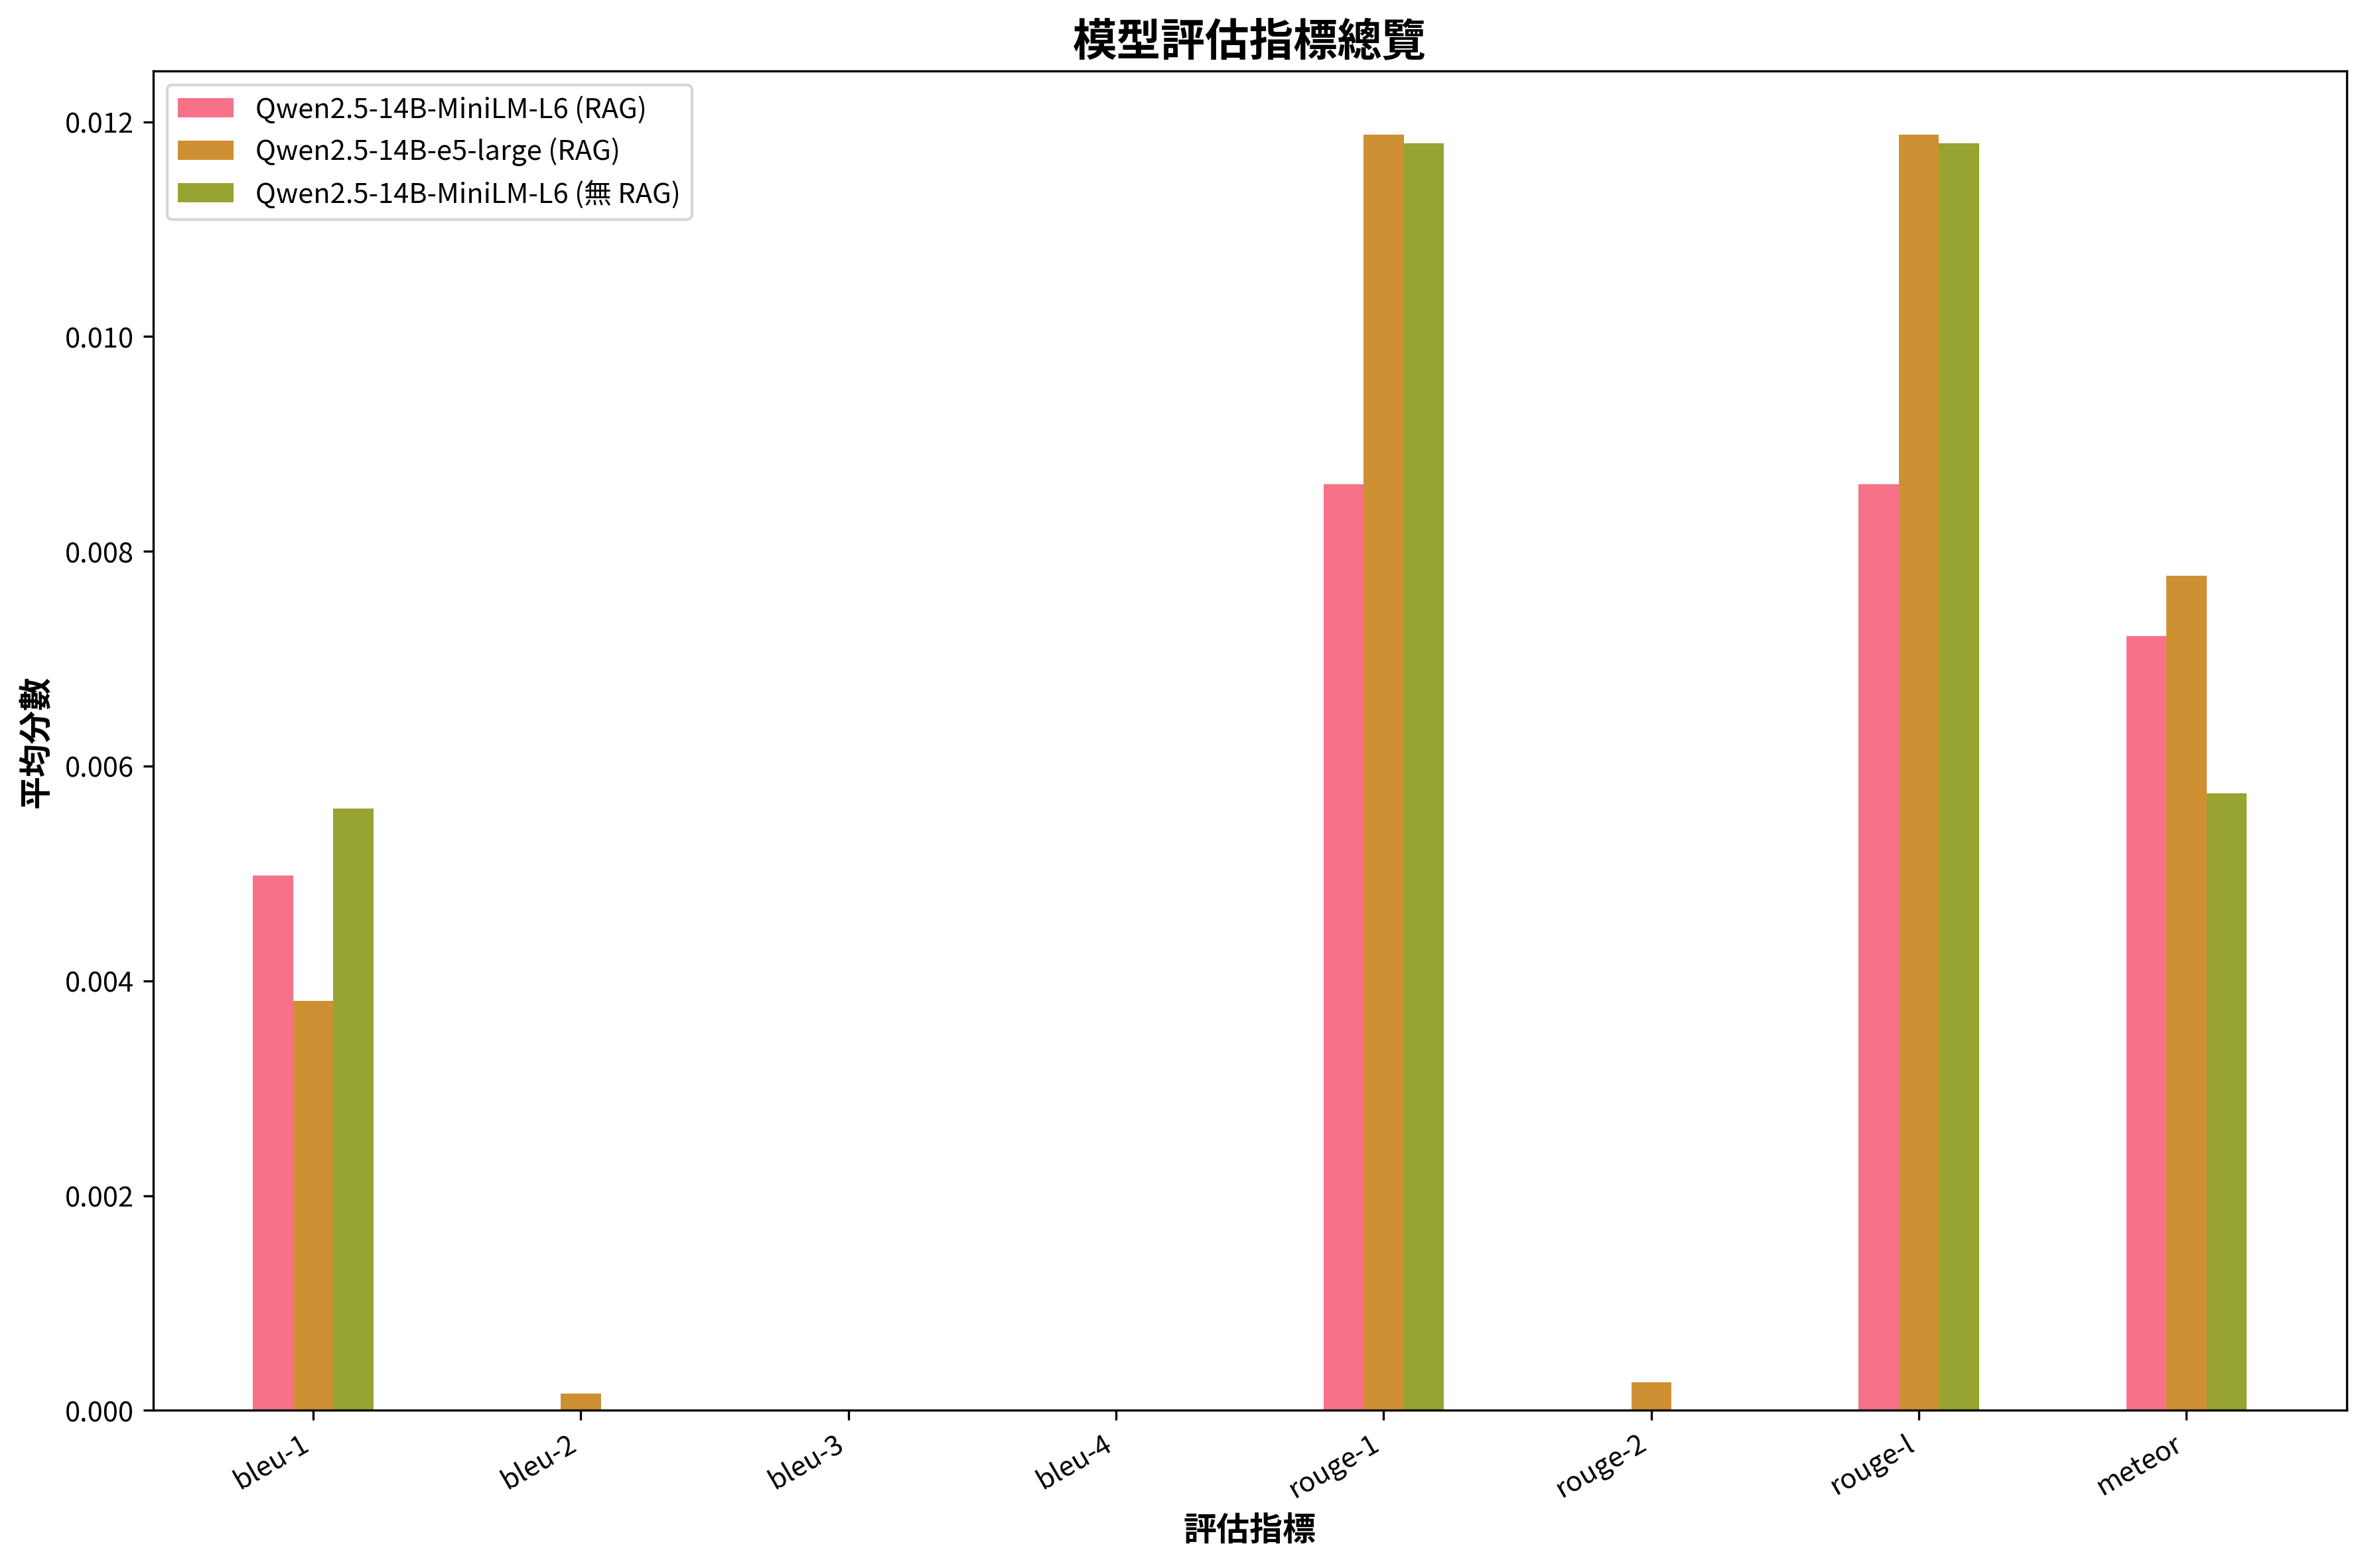 模型評估指標總覽
Qwen2.5-14B-MiniLM-L6 (RAG)
Qwen2.5-14B-e5-large (RAG)
Qwen2.5-14B-MiniLM-L6 (無 RAG)
0.012
0.010
0.008
0.006
0.004
0.002
0.000
平均分數
bleu-1
bleu-2
bleu-3
bleu-4
rouge-1
rouge-2
rouge-l
meteor
評估指標